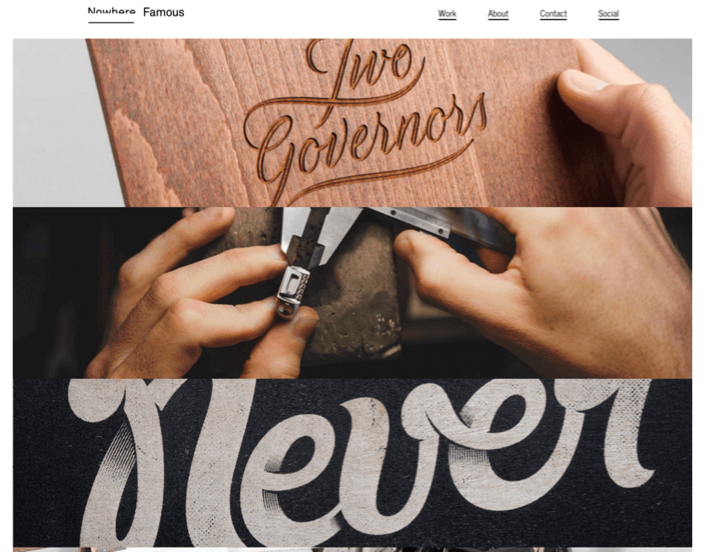 Nowhere Famous
Work About Contact Social
Two
Governors
Never